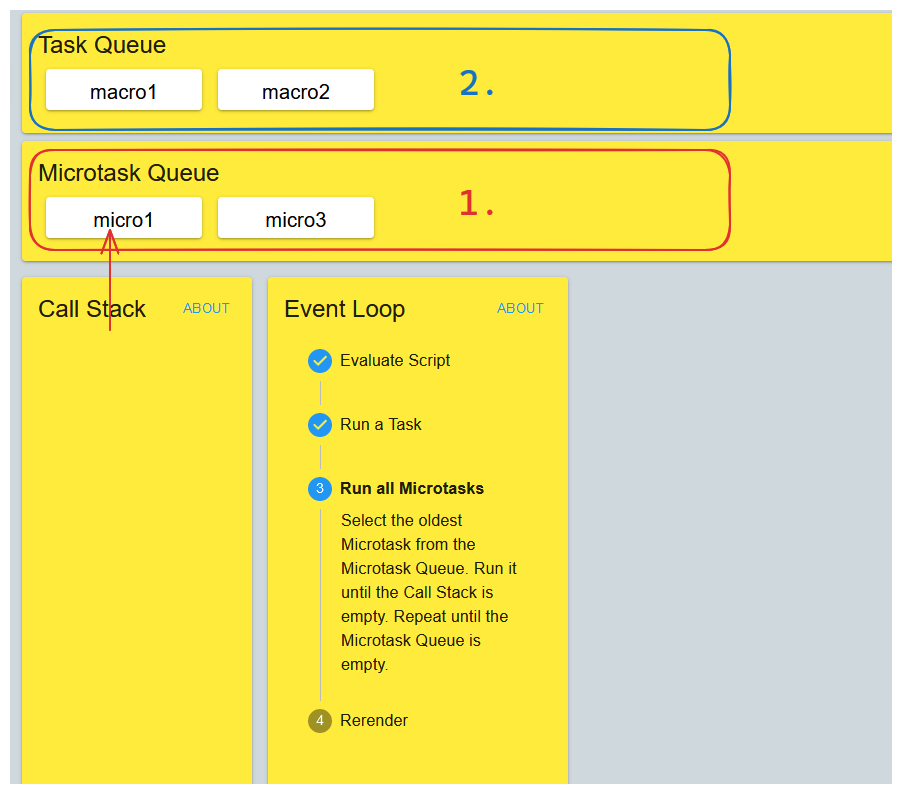 Task Queue
macro1 macro2 2.
Microtask Queue
micro1 micro3 1.
Call Stack ABOUT
Event Loop ABOUT
Evaluate Script
Run a Task
3 Run all Microtasks
Select the oldest
Microtask from the
Microtask Queue. Run it
until the Call Stack is
empty. Repeat until the
Microtask Queue is
empty.
4 Rerender